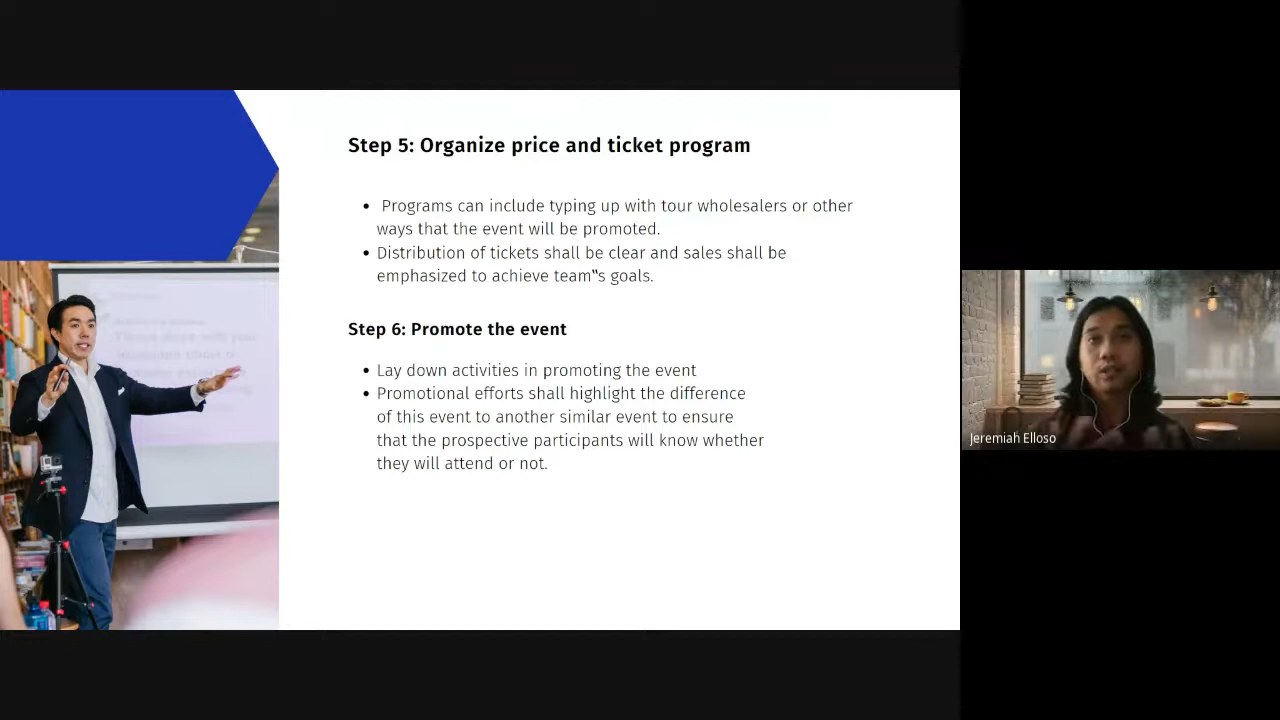 Step 5: Organize price and ticket program
Programs can include typing up with tour wholesalers or other
ways that the event will be promoted.
Distribution of tickets shall be clear and sales shall be
emphasized to achieve team‟s goals.
Step 6: Promote the event
Lay down activities in promoting the event
Promotional efforts shall highlight the difference
of this event to another similar event to ensure
that the prospective participants will know whether
they will attend or not.
Jeremiah Elloso